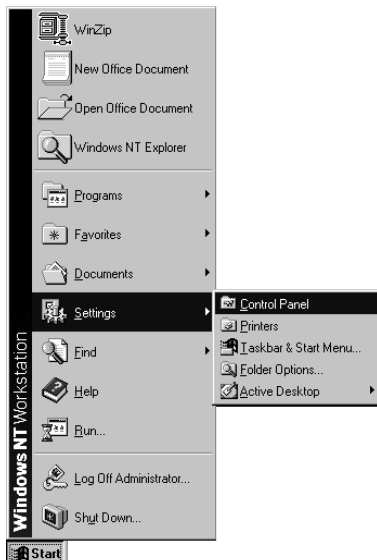 WinZip
New Office Document
Open Office Document
Windows NT Explorer
Programs
Favorites
Documents
Settings
Find
Help
Run...
Log Off Administrator...
Shut Down...
Control Panel
Printers
Taskbar & Start Menu...
Folder Options...
Active Desktop
Windows NT Workstation
Start